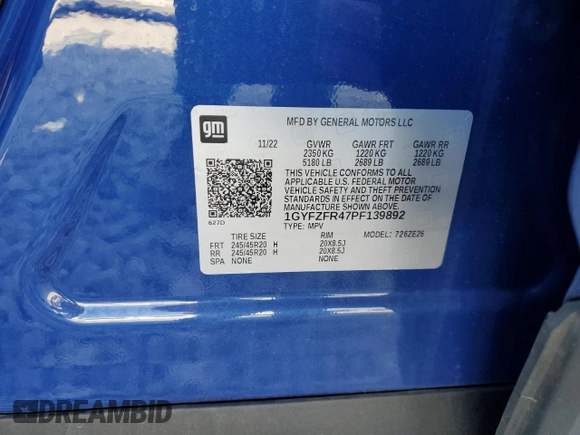 gm
MFD BY GENERAL MOTORS LLC
11/22 GVWR GAWR FRT GAWR RR
2350 KG 1220 KG 1220 KG
5180 LB 2689 LB 2689 LB
THIS VEHICLE CONFORMS TO ALL
APPLICABLE U.S. FEDERAL MOTOR
VEHICLE SAFETY STANDARDS
IN EFFECT ON THE DATE OF
MANUFACTURE SHOWN ABOVE.
1GYFZFR47PF139892
627D
TYPE: MPV MODEL: 726ZE26
TIRE SIZE RIM
FRT 245/45R20 H 20X8.5J
RR 245/45R20 H 20X8.5J
SPA NONE NONE
DREAMBID